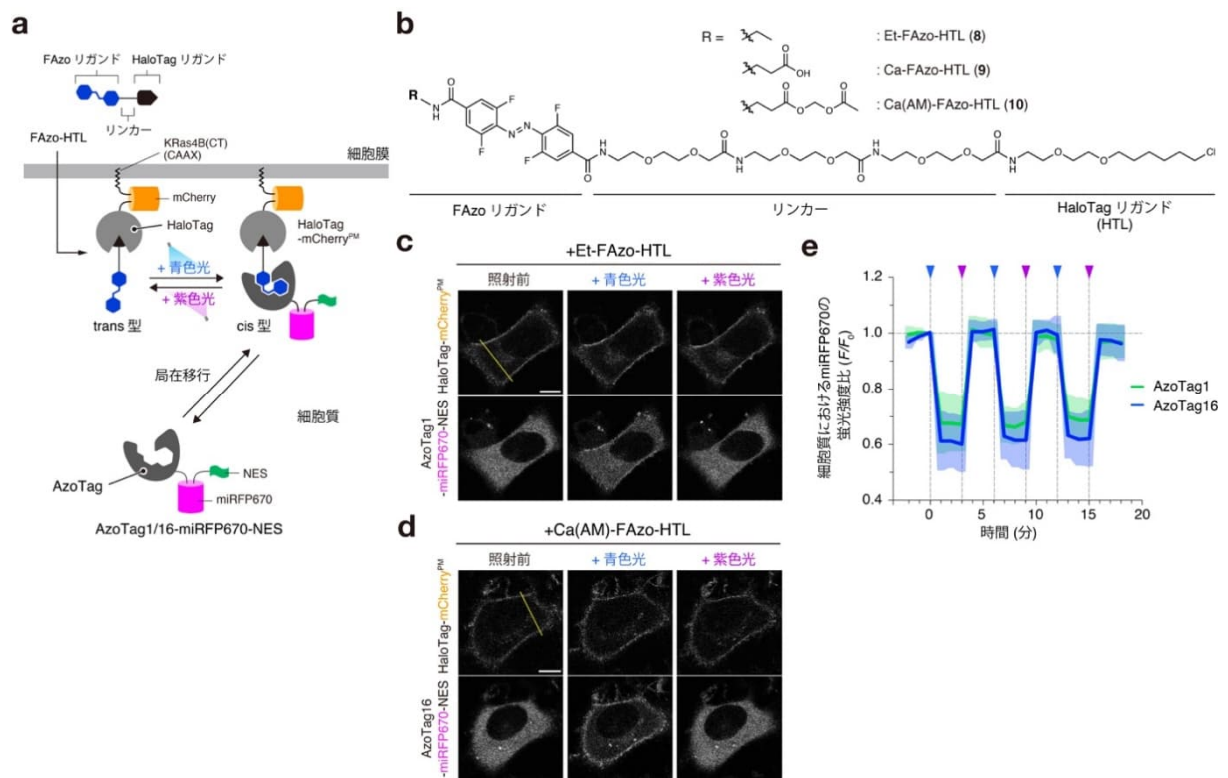 a
FAzo リガンド
HaloTag リガンド
リンカー
FAzo-HTL
KRas4B(CT)
(CAAX)
細胞膜
mCherry
HaloTag
HaloTag
-mCherryPM
+ 青色光
+ 紫色光
trans 型
cis 型
局在移行
細胞質
AzoTag
NES
miRFP670
AzoTag1/16-miRFP670-NES
b
R =
: Et-FAzo-HTL (8)
OH
O
: Ca-FAzo-HTL (9)
O
O
O
O
: Ca(AM)-FAzo-HTL (10)
R
N
H
O
F
F
N
N
F
F
O
H
N
O
O
O
N
H
O
O
O
H
N
O
O
O
N
H
O
O
Cl
FAzo リガンド
リンカー
HaloTag リガンド
(HTL)
c
+Et-FAzo-HTL
照射前
+ 青色光
+ 紫色光
HaloTag-mCherryPM
AzoTag1
-miRFP670-NES
d
+Ca(AM)-FAzo-HTL
照射前
+ 青色光
+ 紫色光
HaloTag-mCherryPM
AzoTag16
-miRFP670-NES
e
細胞質におけるmiRFP670の
蛍光強度比 (F/F0)
1.2
1.0
0.8
0.6
0.4
0
5
10
15
20
時間 (分)
AzoTag1
AzoTag16